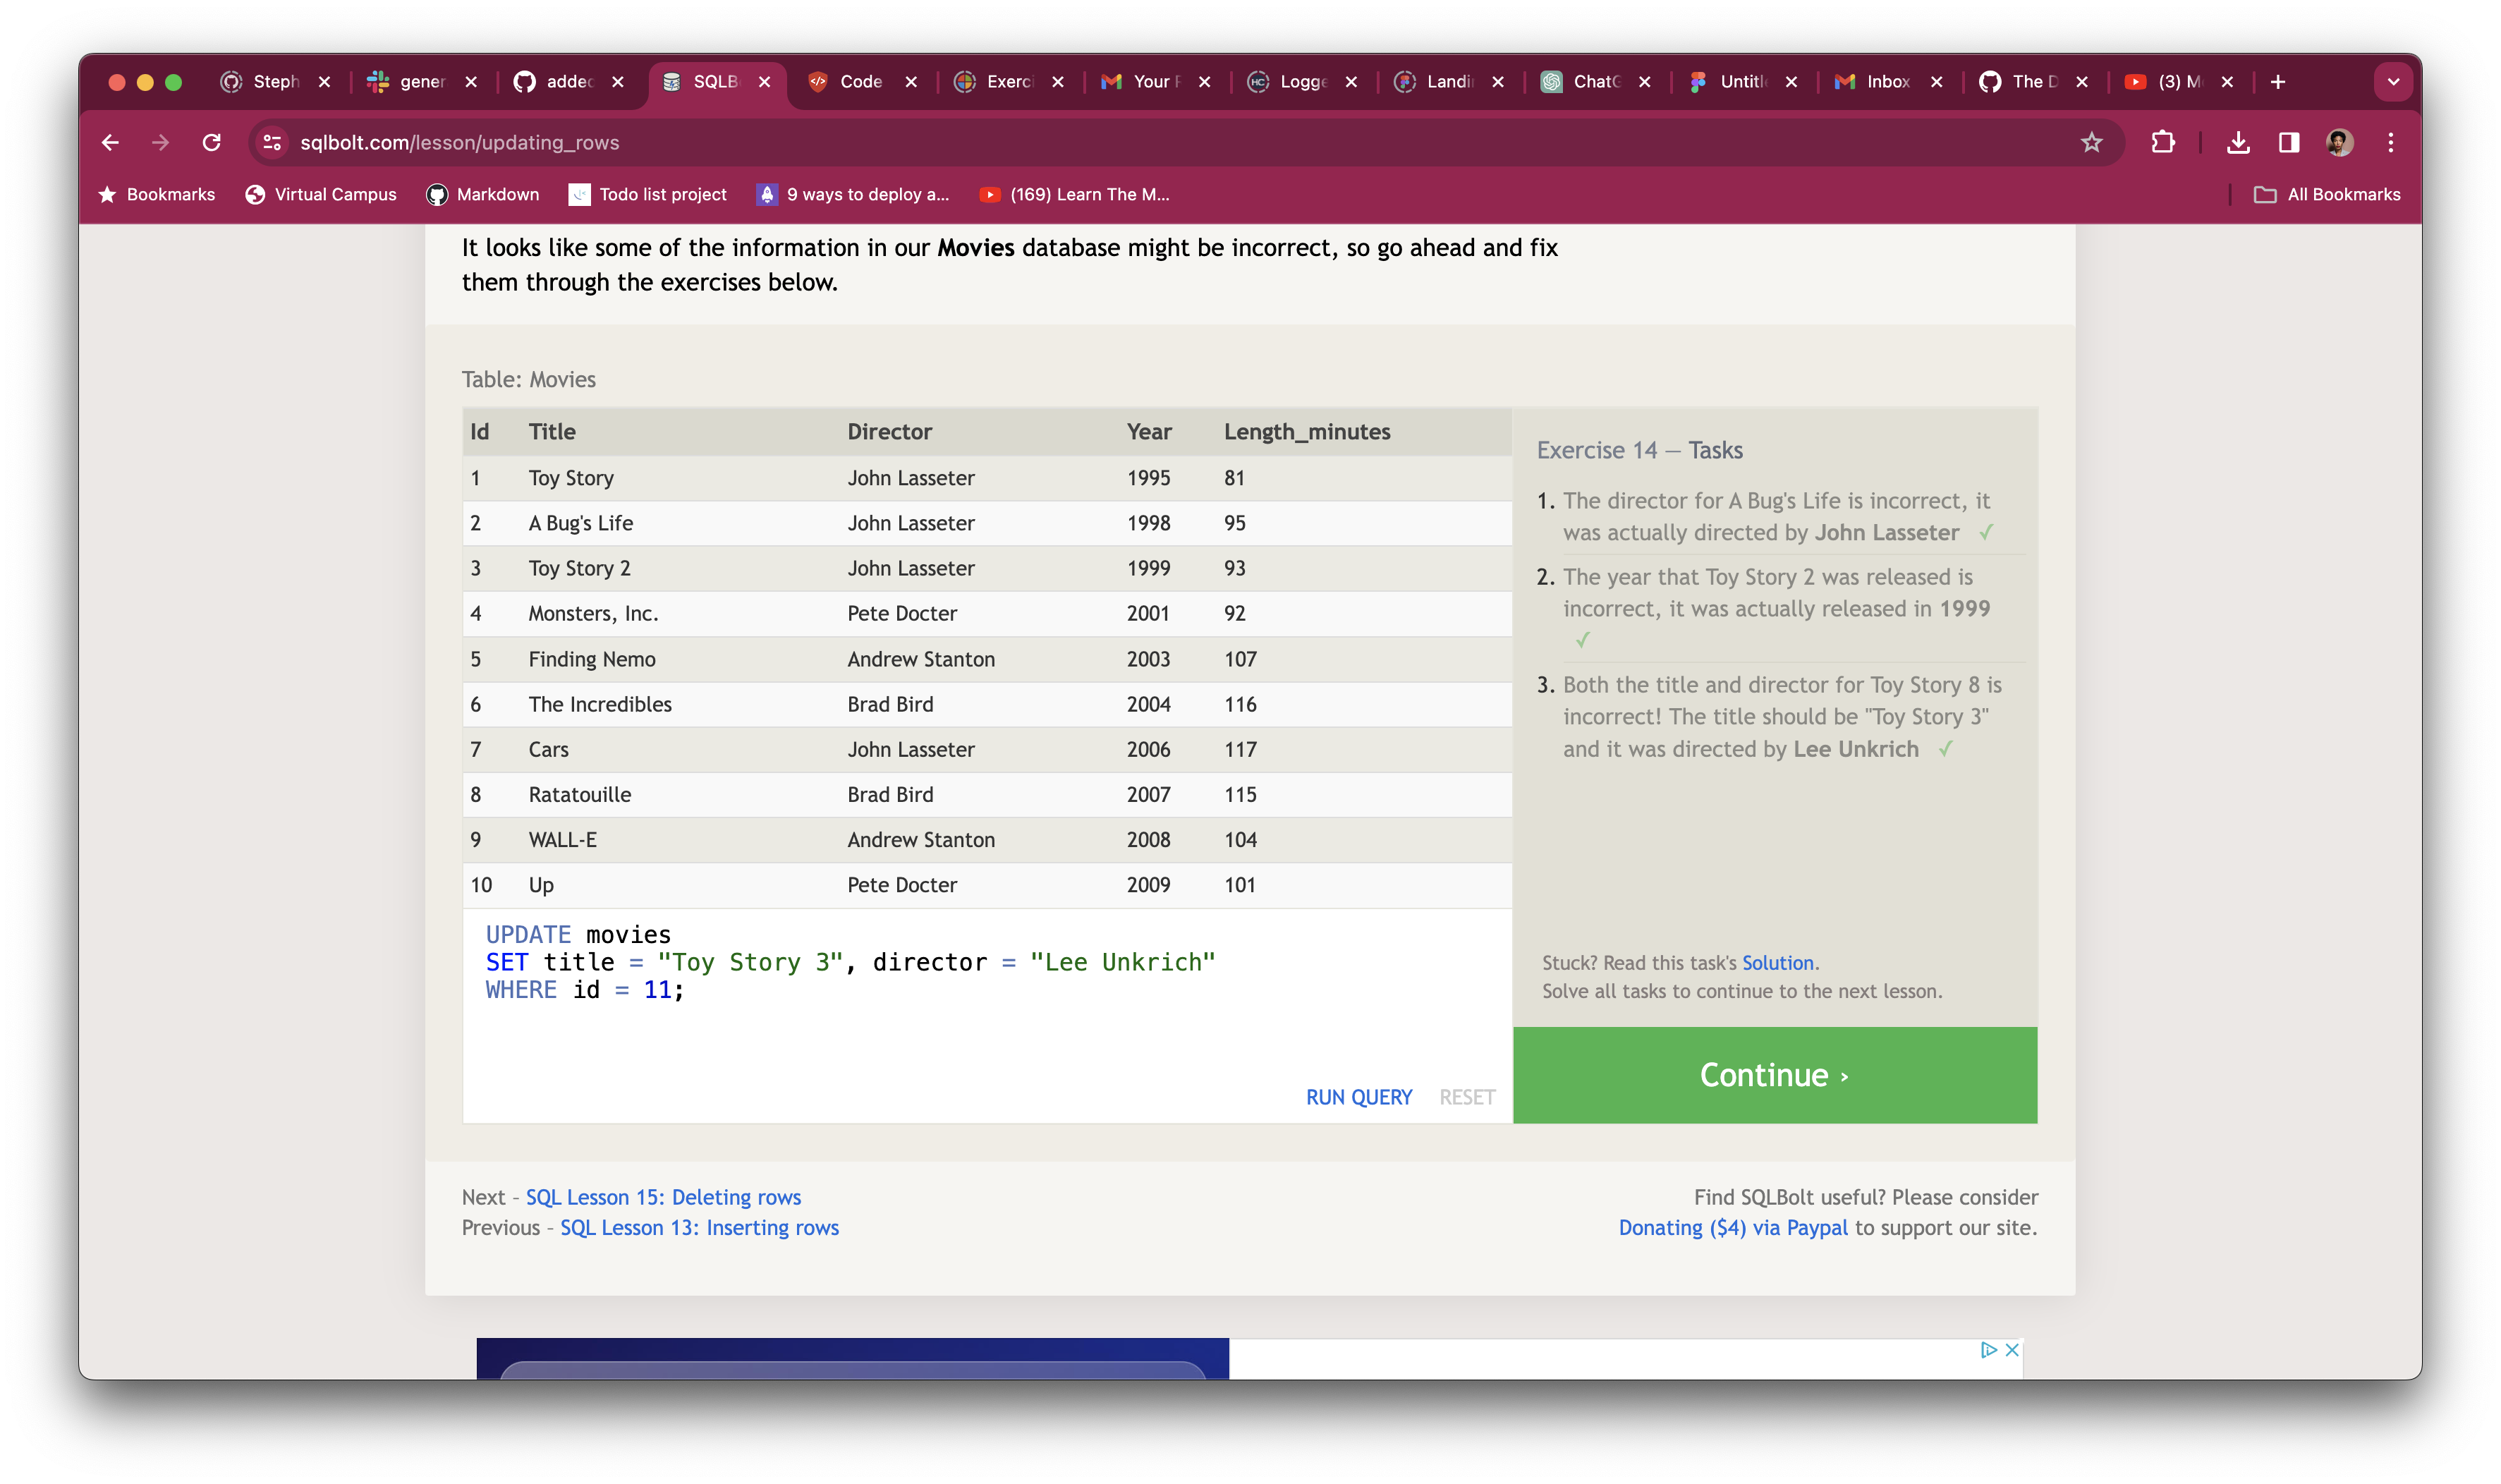 Steph
gener
added
SQLB
Code
Exerci
Your
Logge
Landi
ChatG
Untitl
Inbox
The D
(3) M
sqlbolt.com/lesson/updating_rows
Bookmarks Virtual Campus Markdown Todo list project 9 ways to deploy a... (169) Learn The M... All Bookmarks
It looks like some of the information in our Movies database might be incorrect, so go ahead and fix
them through the exercises below.
Table: Movies
Id Title Director Year Length_minutes
1 Toy Story John Lasseter 1995 81
2 A Bug's Life John Lasseter 1998 95
3 Toy Story 2 John Lasseter 1999 93
4 Monsters, Inc. Pete Docter 2001 92
5 Finding Nemo Andrew Stanton 2003 107
6 The Incredibles Brad Bird 2004 116
7 Cars John Lasseter 2006 117
8 Ratatouille Brad Bird 2007 115
9 WALL-E Andrew Stanton 2008 104
10 Up Pete Docter 2009 101
UPDATE movies
SET title = "Toy Story 3", director = "Lee Unkrich"
WHERE id = 11;
RUN QUERY RESET
Exercise 14 — Tasks
1. The director for A Bug's Life is incorrect, it
was actually directed by John Lasseter ✓
2. The year that Toy Story 2 was released is
incorrect, it was actually released in 1999
✓
3. Both the title and director for Toy Story 8 is
incorrect! The title should be "Toy Story 3"
and it was directed by Lee Unkrich ✓
Stuck? Read this task's Solution.
Solve all tasks to continue to the next lesson.
Continue ›
Next – SQL Lesson 15: Deleting rows
Previous – SQL Lesson 13: Inserting rows
Find SQLBolt useful? Please consider
Donating ($4) via Paypal to support our site.